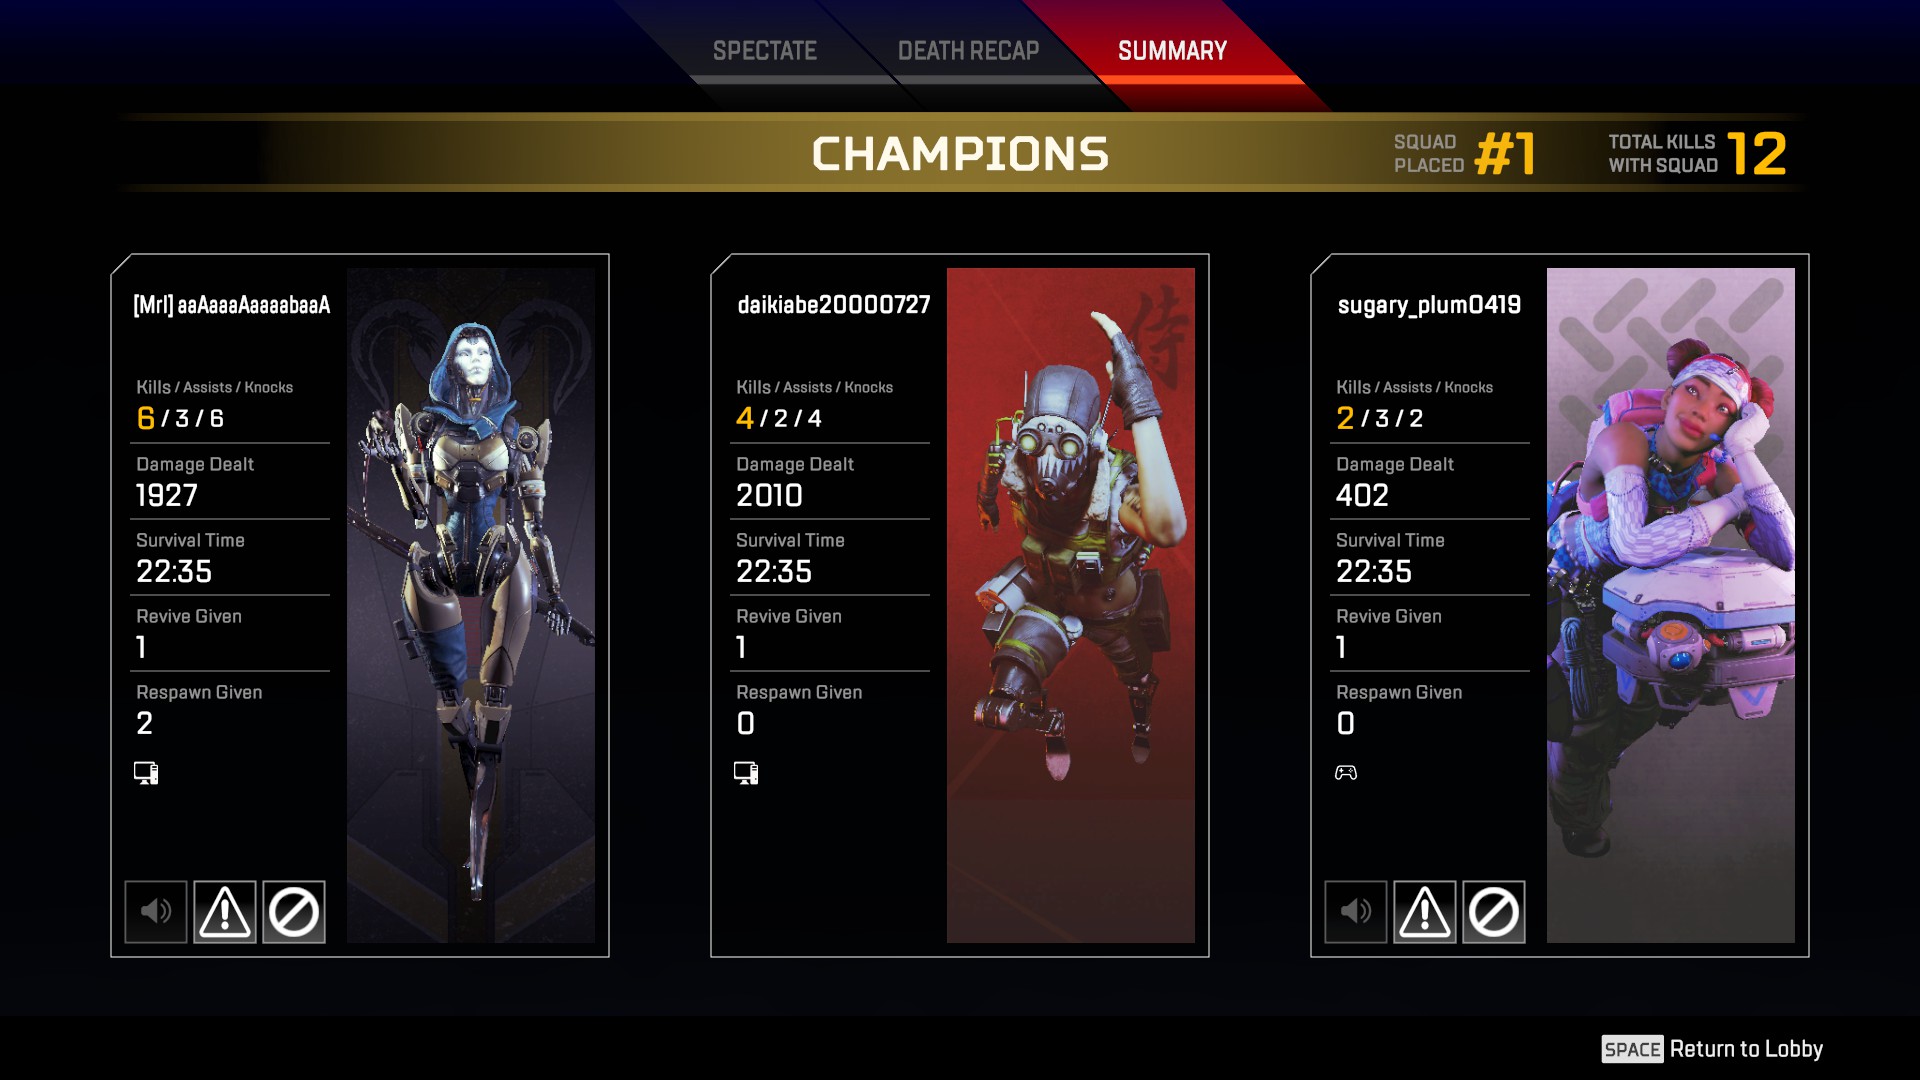 SPECTATE
DEATH RECAP
SUMMARY
CHAMPIONS
SQUAD PLACED #1
TOTAL KILLS WITH SQUAD 12
[Mrl] aaAaaaAaaaabaaA
Kills / Assists / Knocks
6 / 3 / 6
Damage Dealt
1927
Survival Time
22:35
Revive Given
1
Respawn Given
2
daikiabe20000727
Kills / Assists / Knocks
4 / 2 / 4
Damage Dealt
2010
Survival Time
22:35
Revive Given
1
Respawn Given
0
侍
sugary_plum0419
Kills / Assists / Knocks
2 / 3 / 2
Damage Dealt
402
Survival Time
22:35
Revive Given
1
Respawn Given
0
SPACE Return to Lobby